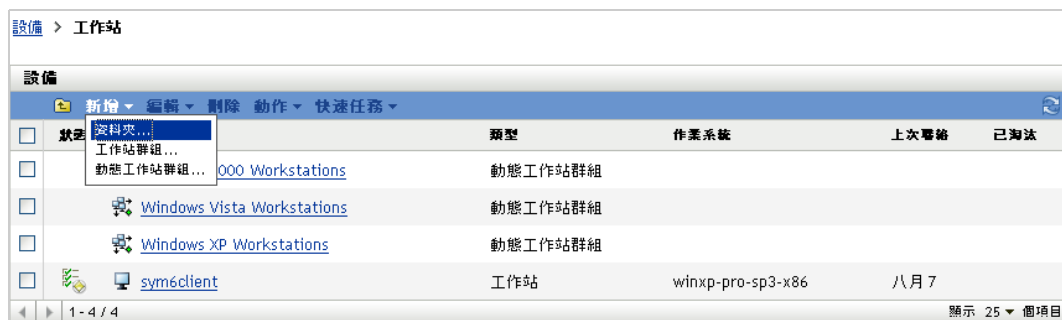 設備 > 工作站
設備
新增 編輯 刪除 動作 快速任務
資料夾...
工作站群組...
動態工作站群組...
類型 作業系統 上次聯絡 已淘汰
000 Workstations 動態工作站群組
Windows Vista Workstations 動態工作站群組
Windows XP Workstations 動態工作站群組
sym6client 工作站 winxp-pro-sp3-x86 八月 7
1 - 4 / 4 顯示 25 個項目